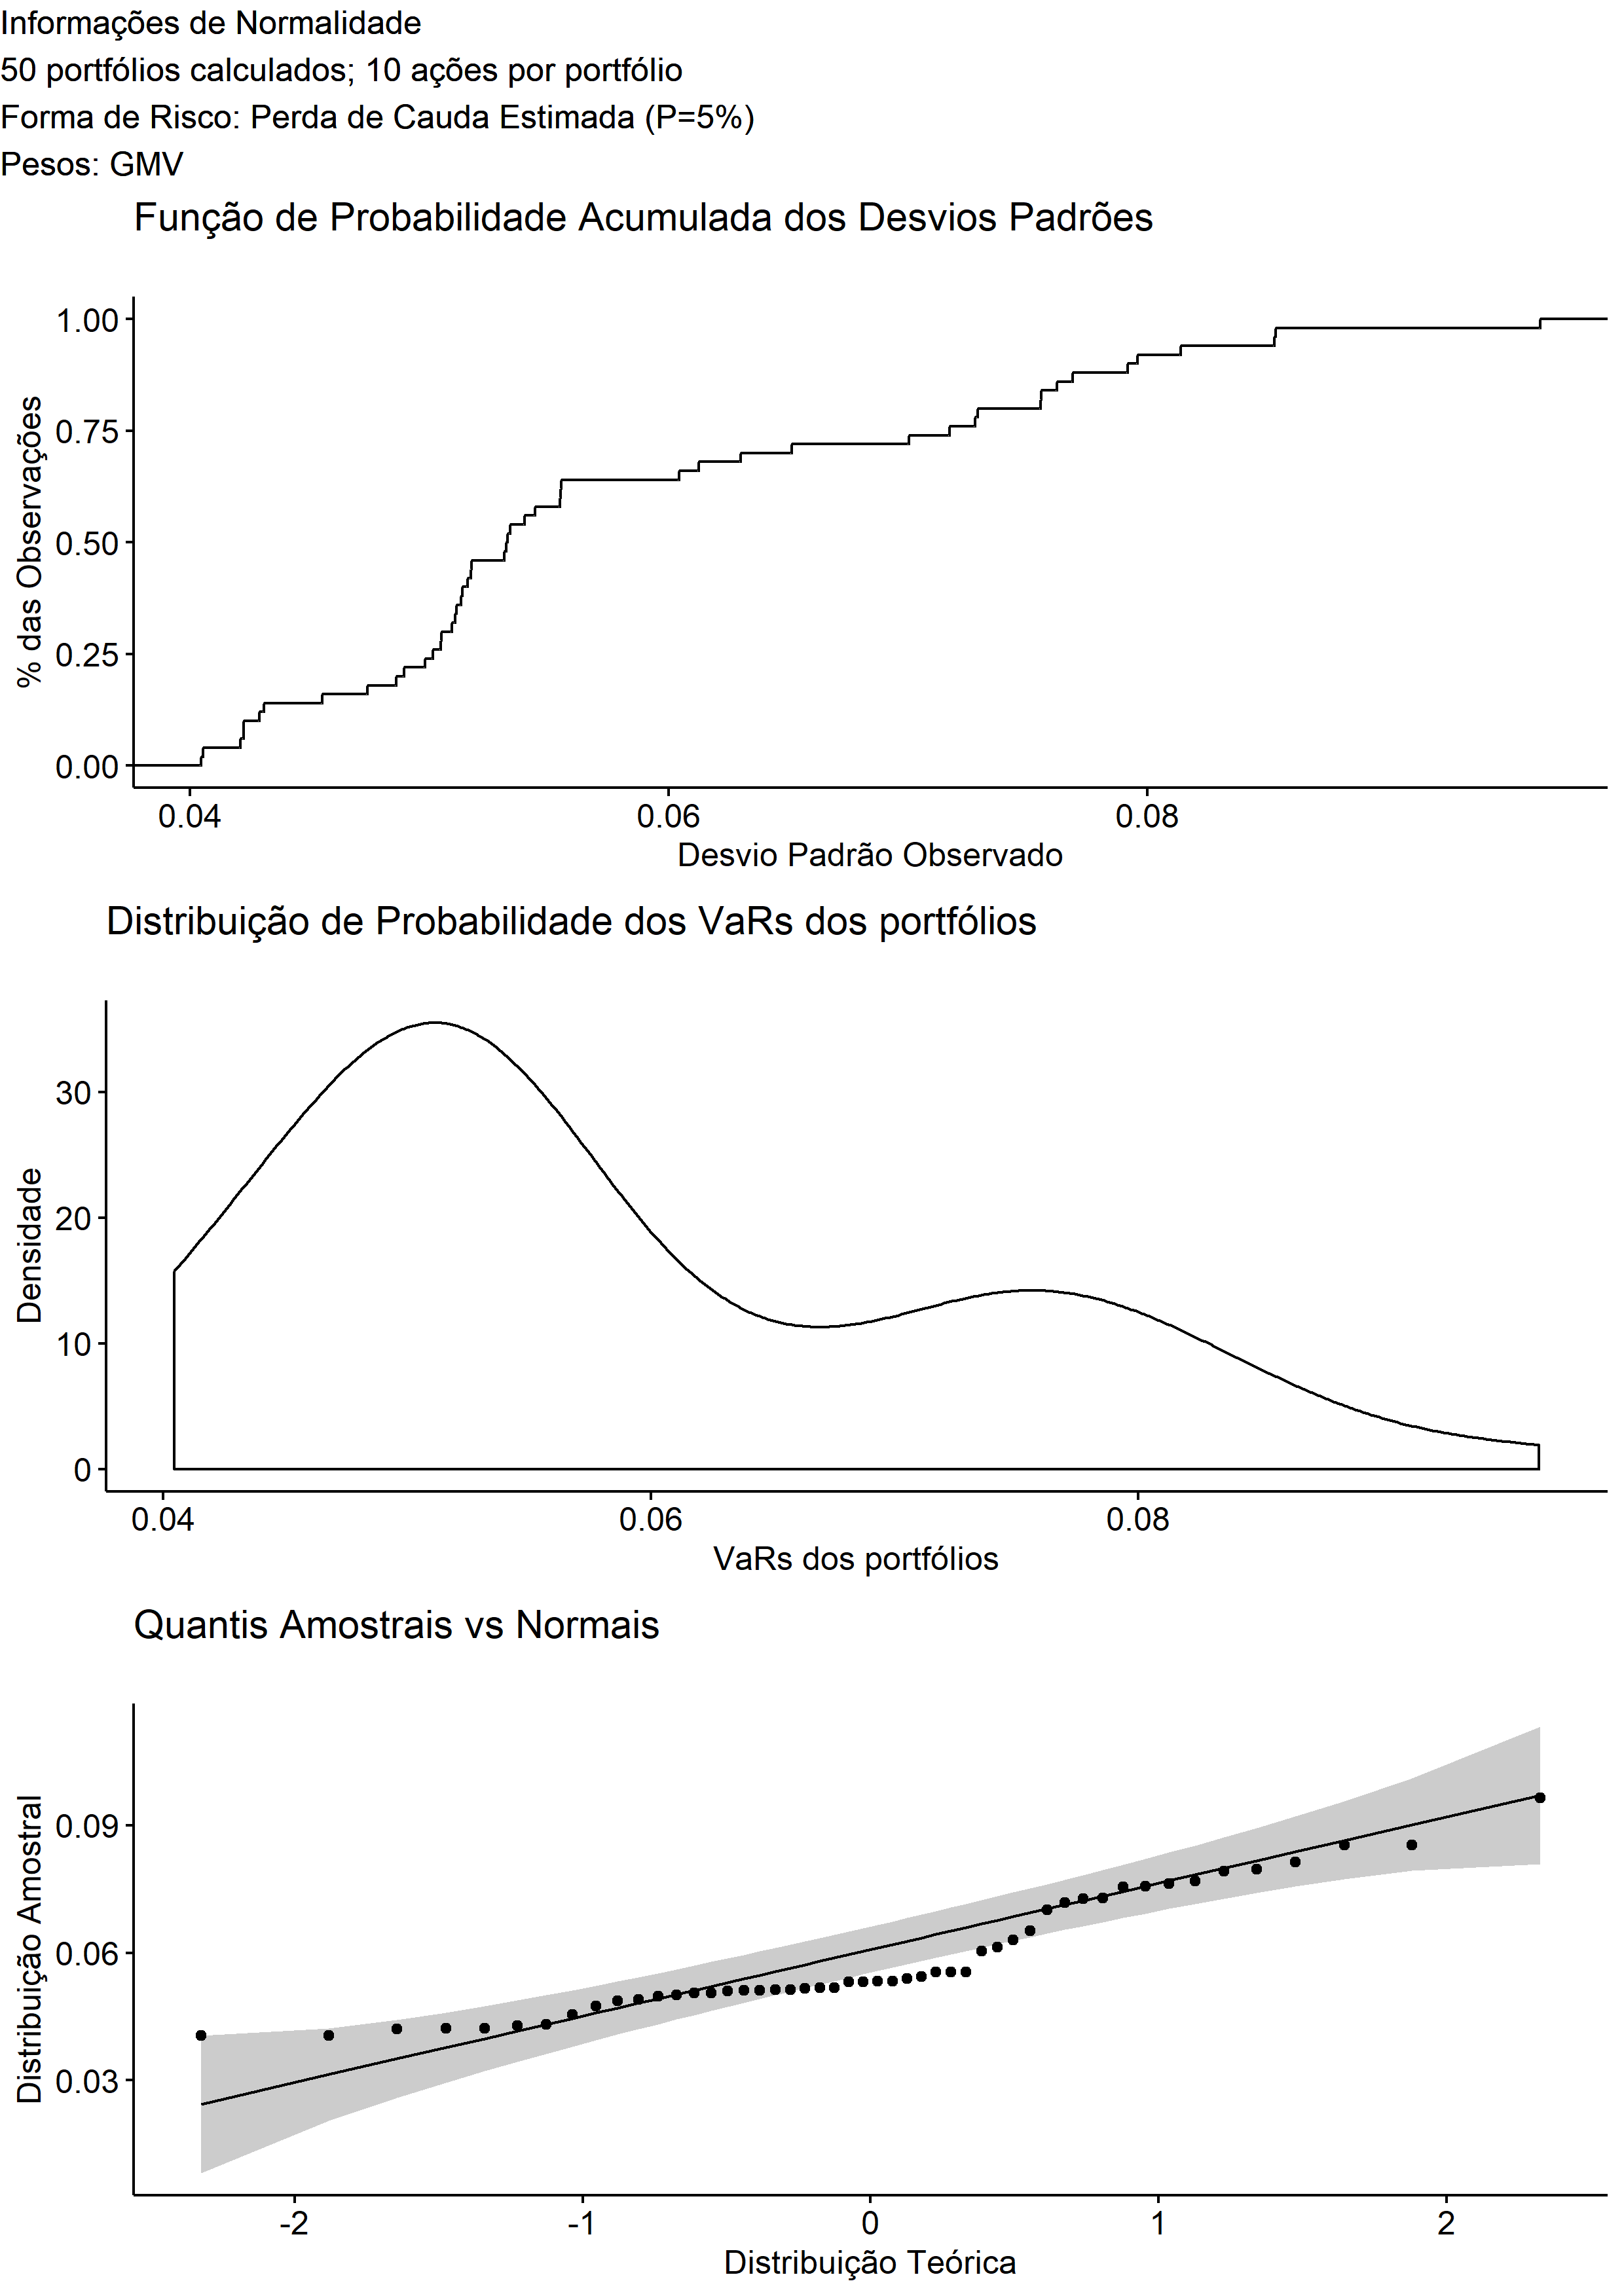 Informações de Normalidade
50 portfólios calculados; 10 ações por portfólio
Forma de Risco: Perda de Cauda Estimada (P=5%)
Pesos: GMV
Função de Probabilidade Acumulada dos Desvios Padrões
% das Observações
1.00
0.75
0.50
0.25
0.00
0.04 0.06 0.08
Desvio Padrão Observado
Distribuição de Probabilidade dos VaRs dos portfólios
Densidade
30
20
10
0
0.04 0.06 0.08
VaRs dos portfólios
Quantis Amostrais vs Normais
Distribuição Amostral
0.09
0.06
0.03
-2 -1 0 1 2
Distribuição Teórica